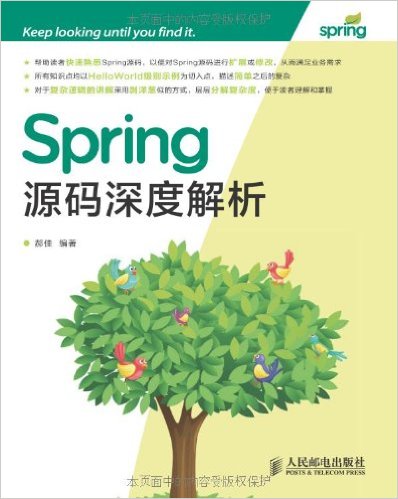 本页面中的内容受版权保护
Keep looking until you find it.
spring
帮助读者快速熟悉Spring源码，以便对Spring源码进行扩展或修改，从而满足业务需求
所有知识点均以HelloWorld级别示例为切入点，描述简单之后的复杂
对于复杂逻辑的讲解采用剥洋葱似的方式，层层分解复杂度，便于读者理解和掌握
Spring
源码深度解析
郝佳 编著
人民邮电出版社
POSTS & TELECOM PRESS
本页面中的内容受版权保护